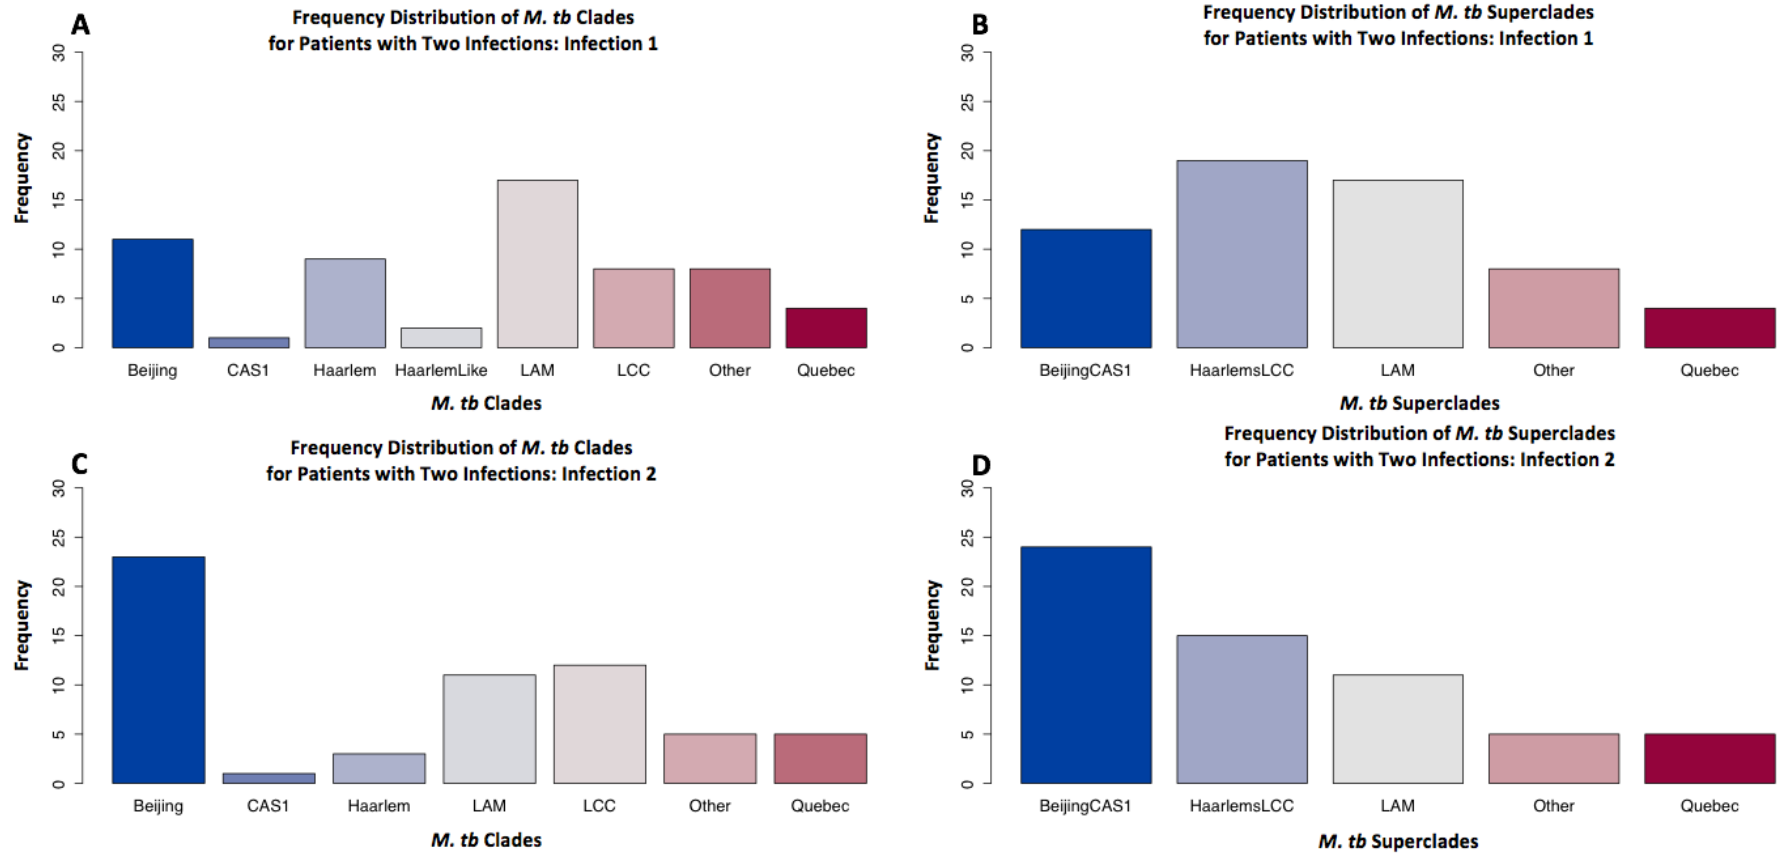 A
Frequency Distribution of M. tb Clades
for Patients with Two Infections: Infection 1
Frequency
30
25
20
15
10
5
0
Beijing CAS1 Haarlem HaarlemLike LAM LCC Other Quebec
M. tb Clades
B
Frequency Distribution of M. tb Superclades
for Patients with Two Infections: Infection 1
Frequency
30
25
20
15
10
5
0
BeijingCAS1 HaarlemsLCC LAM Other Quebec
M. tb Superclades
C
Frequency Distribution of M. tb Clades
for Patients with Two Infections: Infection 2
Frequency
30
25
20
15
10
5
0
Beijing CAS1 Haarlem LAM LCC Other Quebec
M. tb Clades
D
Frequency Distribution of M. tb Superclades
for Patients with Two Infections: Infection 2
Frequency
30
25
20
15
10
5
0
BeijingCAS1 HaarlemsLCC LAM Other Quebec
M. tb Superclades